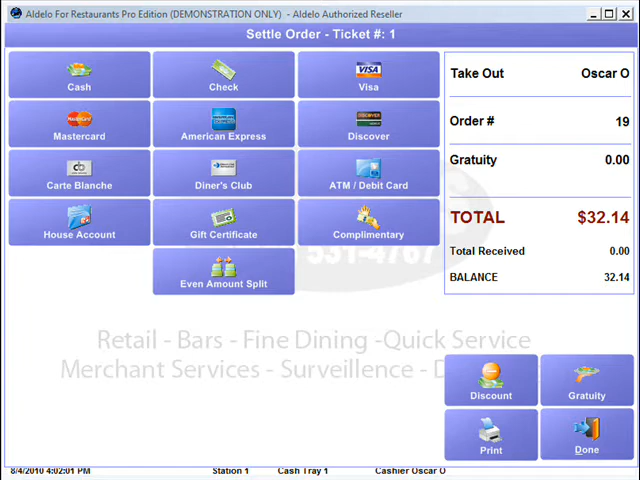 Aldelo For Restaurants Pro Edition (DEMONSTRATION ONLY) - Aldelo Authorized Reseller
Settle Order - Ticket #: 1
Cash
Check
VISA
Visa
Mastercard
American Express
DISCOVER
Discover
Carte Blanche
Diner's Club
ATM / Debit Card
House Account
Gift Certificate
Complimentary
Even Amount Split
Take Out Oscar O
Order # 19
Gratuity 0.00
TOTAL $32.14
Total Received 0.00
BALANCE 32.14
531-4767
Retail - Bars - Fine Dining -Quick Service
Merchant Services - Surveillence - D
Discount
Gratuity
Print
Done
8/4/2010 4:02:01 PM Station 1 Cash Tray 1 Cashier Oscar O